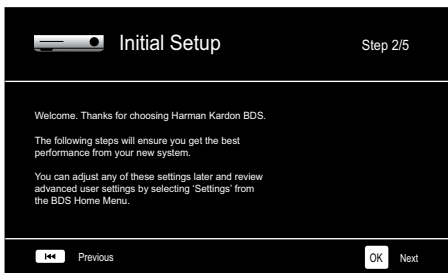 Initial Setup
Step 2/5
Welcome. Thanks for choosing Harman Kardon BDS.
The following steps will ensure you get the best
performance from your new system.
You can adjust any of these settings later and review
advanced user settings by selecting ‘Settings’ from
the BDS Home Menu.
Previous
OK Next